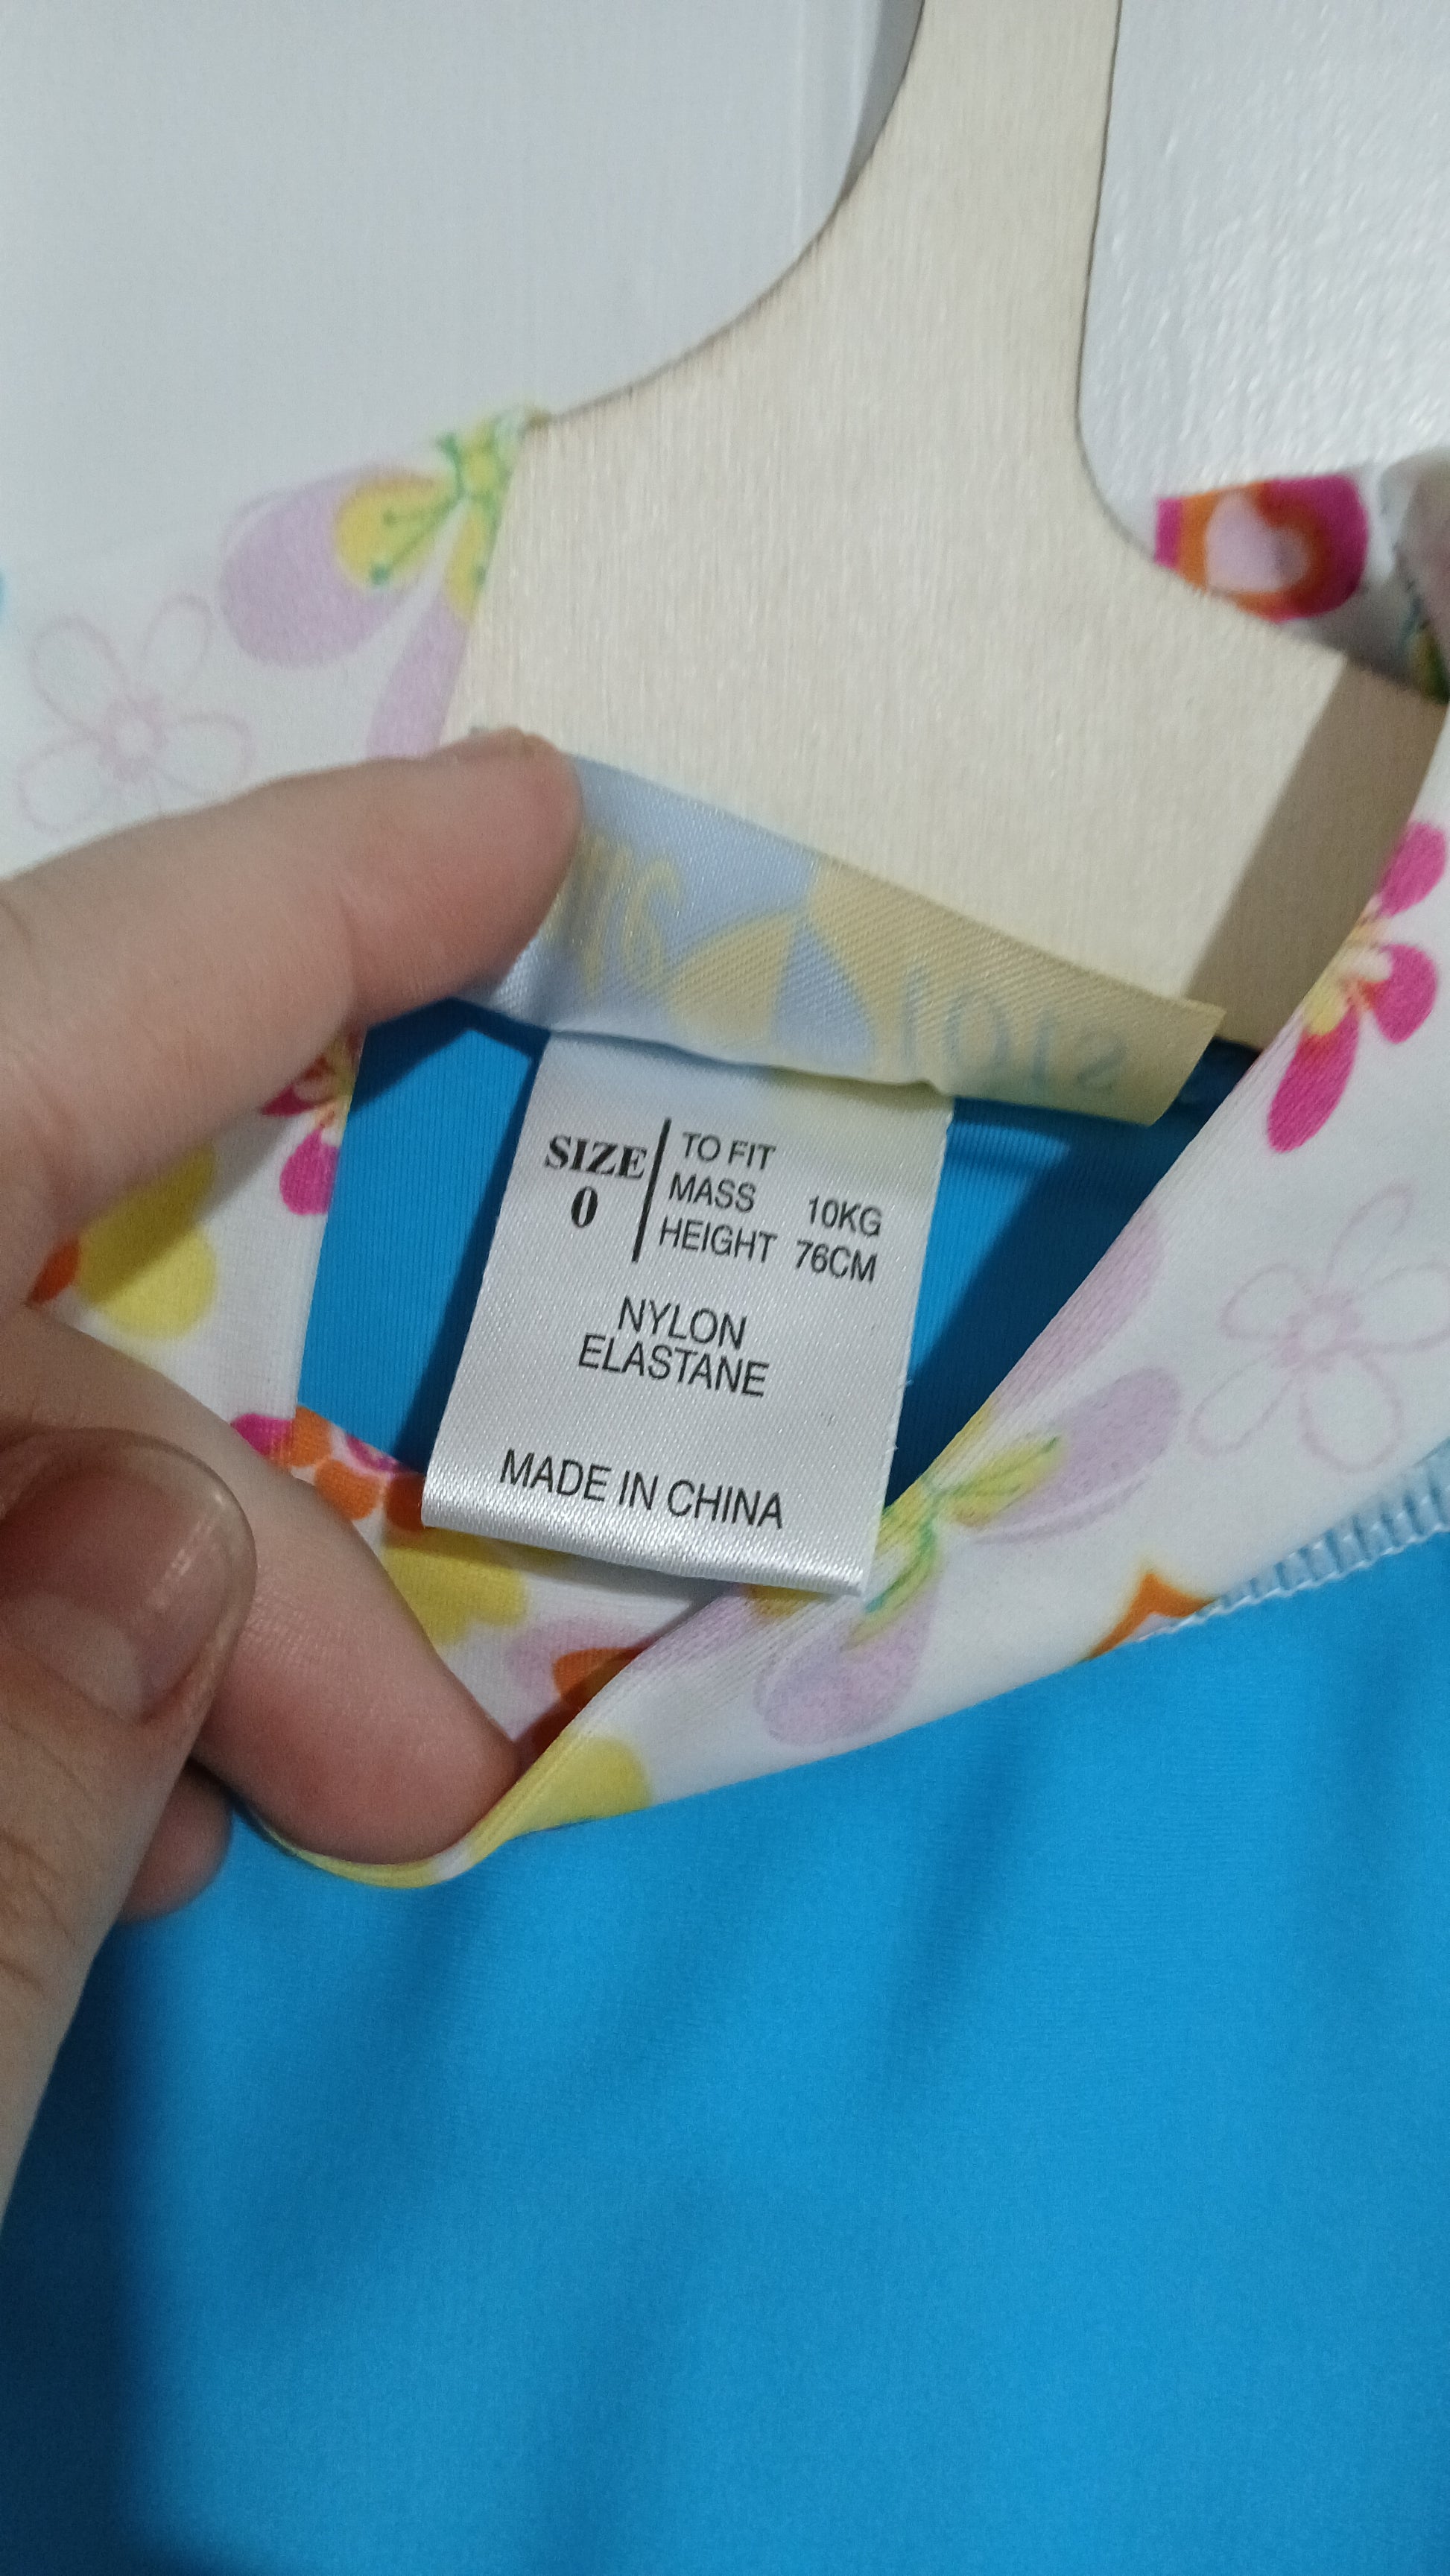 SIZE
0
TO FIT
MASS 10KG
HEIGHT 76CM
NYLON
ELASTANE
MADE IN CHINA